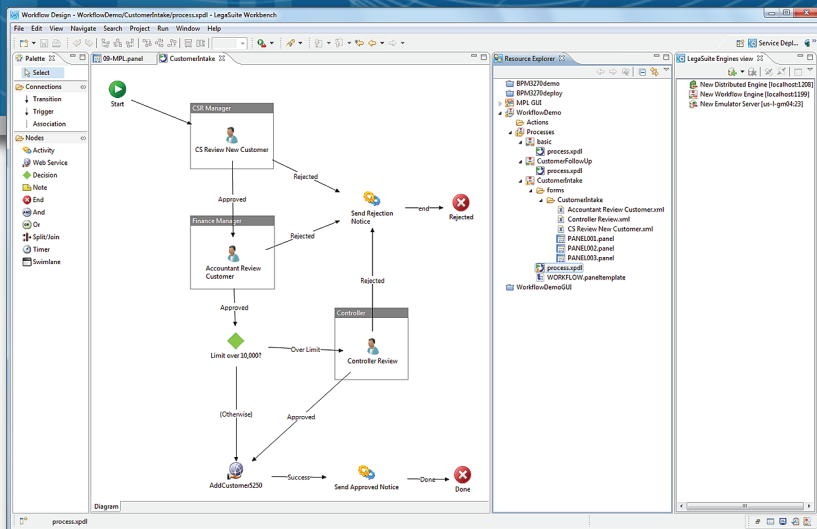 Workflow Design - WorkflowDemo/CustomerIntake/process.xpdl - LegaSuite Workbench
File Edit View Navigate Search Project Run Window Help
Service Depl...
Palette
Select
Connections
Transition
Trigger
Association
Nodes
Activity
Web Service
Decision
Note
End
And
Or
Split/Join
Timer
Swimlane
09-MPL.panel
CustomerIntake
Start
CSR Manager
CS Review New Customer
Rejected
Approved
Send Rejection
Notice
end
Rejected
Finance Manager
Rejected
Accountant Review
Customer
Rejected
Approved
Controller
Limit over 10,000?
Over Limit
Controller Review
(Otherwise)
Approved
AddCustomer5250
Success
Send Approved Notice
Done
Done
Diagram
Resource Explorer
BPM3270demo
BPM3270deploy
MPL GUI
WorkflowDemo
Actions
Processes
basic
process.xpdl
CustomerFollowUp
process.xpdl
CustomerIntake
forms
CustomerIntake
Accountant Review Customer.xml
Controller Review.xml
CS Review New Customer.xml
PANEL001.panel
PANEL002.panel
PANEL003.panel
process.xpdl
WORKFLOW.paneltemplate
WorkflowDemoGUI
LegaSuite Engines view
New Distributed Engine [localhost:1208]
New Workflow Engine [localhost:1199]
New Emulator Server [us-l-gm04:23]
process.xpdl